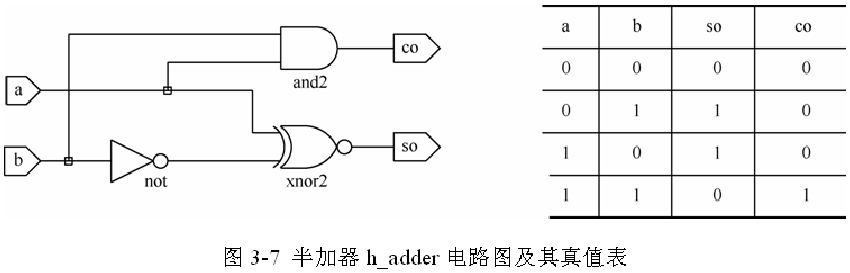 co
and2
a
b
not
xnor2
so
a b so co
0 0 0 0
0 1 1 0
1 0 1 0
1 1 0 1
图 3-7 半加器 h_adder 电路图及其真值表